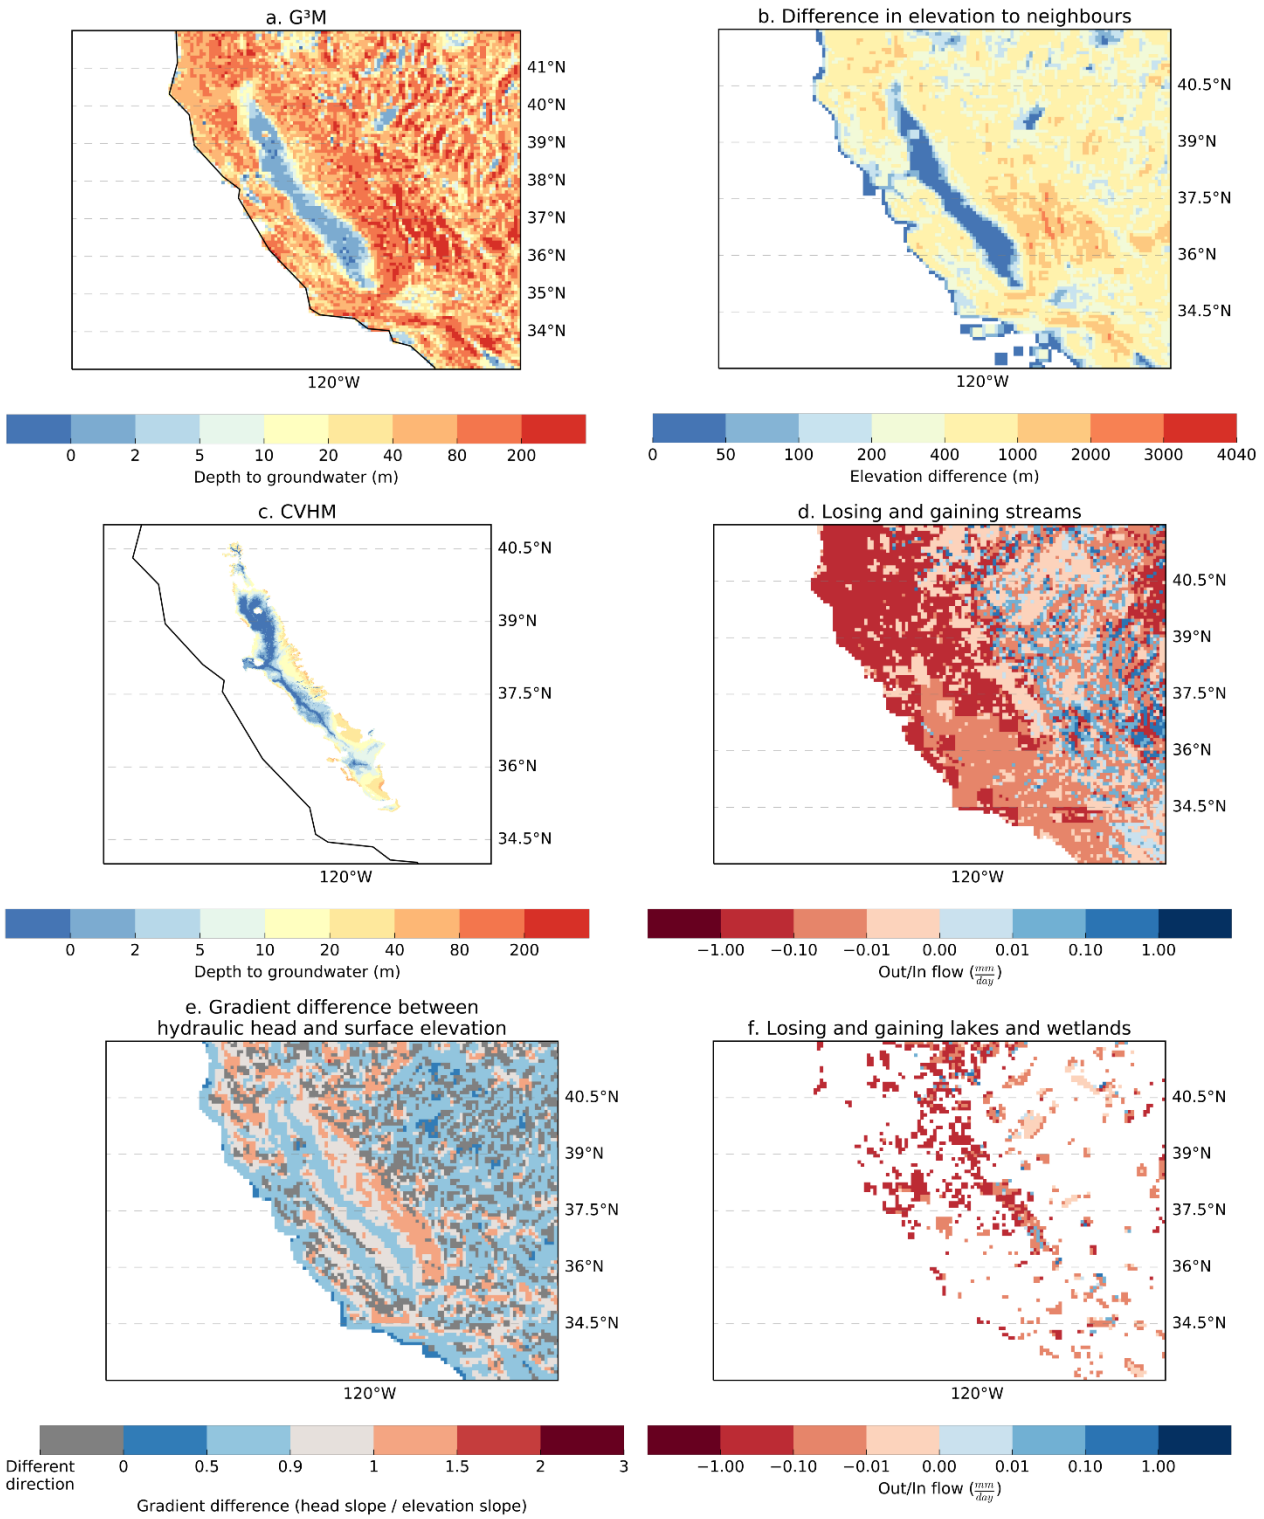 a. G³M
41°N
40°N
39°N
38°N
37°N
36°N
35°N
34°N
120°W
0 2 5 10 20 40 80 200
Depth to groundwater (m)
b. Difference in elevation to neighbours
40.5°N
39°N
37.5°N
36°N
34.5°N
120°W
0 50 100 200 400 1000 2000 3000 4040
Elevation difference (m)
c. CVHM
40.5°N
39°N
37.5°N
36°N
34.5°N
120°W
0 2 5 10 20 40 80 200
Depth to groundwater (m)
d. Losing and gaining streams
40.5°N
39°N
37.5°N
36°N
34.5°N
120°W
−1.00 −0.10 −0.01 0.00 0.01 0.10 1.00
Out/In flow (mm/day)
e. Gradient difference between
hydraulic head and surface elevation
40.5°N
39°N
37.5°N
36°N
34.5°N
120°W
Different
direction
0 0.5 0.9 1 1.5 2 3
Gradient difference (head slope / elevation slope)
f. Losing and gaining lakes and wetlands
40.5°N
39°N
37.5°N
36°N
34.5°N
120°W
−1.00 −0.10 −0.01 0.00 0.01 0.10 1.00
Out/In flow (mm/day)